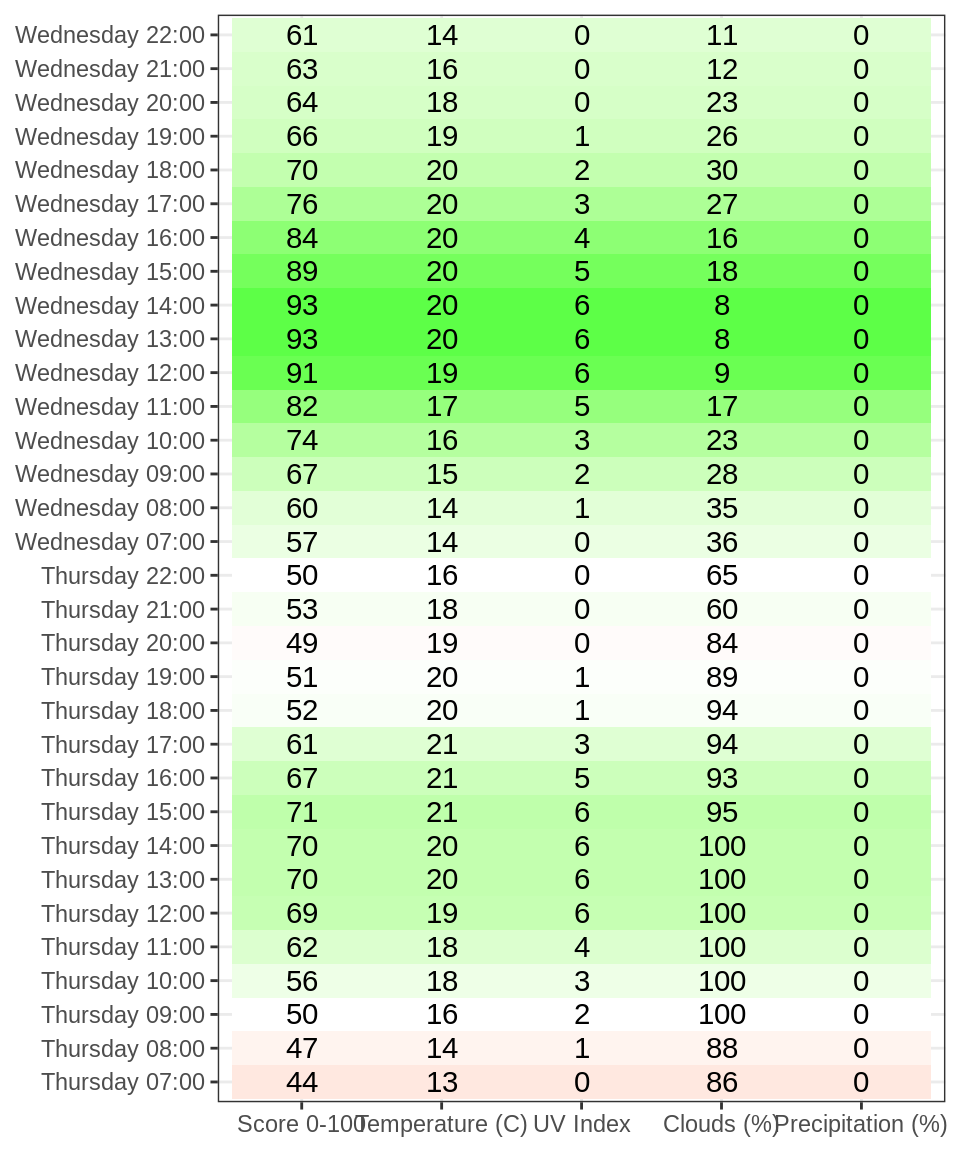 Wednesday 22:00 61 14 0 11 0
Wednesday 21:00 63 16 0 12 0
Wednesday 20:00 64 18 0 23 0
Wednesday 19:00 66 19 1 26 0
Wednesday 18:00 70 20 2 30 0
Wednesday 17:00 76 20 3 27 0
Wednesday 16:00 84 20 4 16 0
Wednesday 15:00 89 20 5 18 0
Wednesday 14:00 93 20 6 8 0
Wednesday 13:00 93 20 6 8 0
Wednesday 12:00 91 19 6 9 0
Wednesday 11:00 82 17 5 17 0
Wednesday 10:00 74 16 3 23 0
Wednesday 09:00 67 15 2 28 0
Wednesday 08:00 60 14 1 35 0
Wednesday 07:00 57 14 0 36 0
Thursday 22:00 50 16 0 65 0
Thursday 21:00 53 18 0 60 0
Thursday 20:00 49 19 0 84 0
Thursday 19:00 51 20 1 89 0
Thursday 18:00 52 20 1 94 0
Thursday 17:00 61 21 3 94 0
Thursday 16:00 67 21 5 93 0
Thursday 15:00 71 21 6 95 0
Thursday 14:00 70 20 6 100 0
Thursday 13:00 70 20 6 100 0
Thursday 12:00 69 19 6 100 0
Thursday 11:00 62 18 4 100 0
Thursday 10:00 56 18 3 100 0
Thursday 09:00 50 16 2 100 0
Thursday 08:00 47 14 1 88 0
Thursday 07:00 44 13 0 86 0
Score 0-100 Temperature (C) UV Index Clouds (%) Precipitation (%)